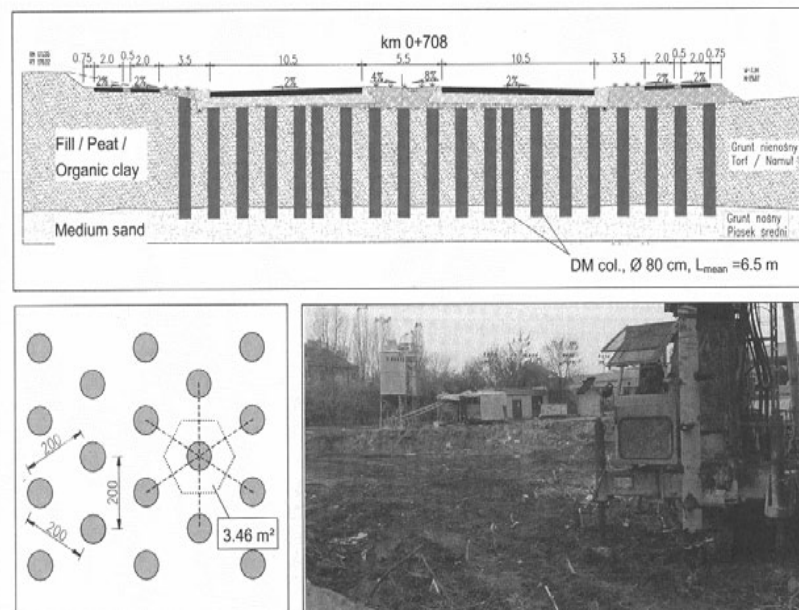 km 0+708
0.75 2.0 0.5 2.0 3.5 10.5 5.5 10.5 3.5 2.0 0.5 2.0 0.75
2% 2% 2% 4% 8% 2% 2% 2%
Fill / Peat /
Organic clay
Grunt nienośny
Torf / Namuł
Medium sand
Grunt nośny
Piasek średni
DM col., Ø 80 cm, Lmean =6.5 m
200
200
200
3.46 m²